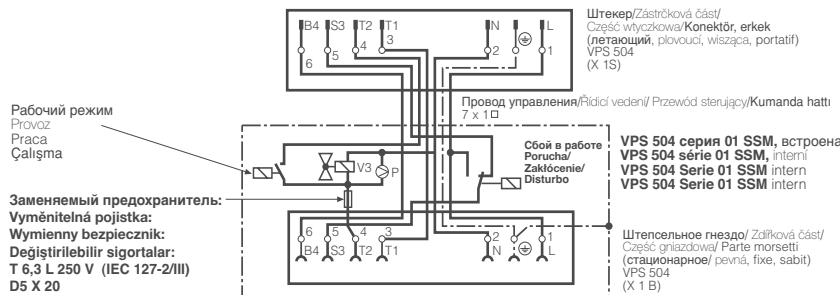 B4 S3 T2 T1 N L
6 5 4 3 2 1
Штекер/Zástrčková část/
Część wtyczkowa/Konektör, erkek
(летающий, plovoucí, wisząca, portatif)
VPS 504
(X 1S)
Провод управления/Řídicí vedení/ Przewód sterujący/Kumanda hattı
7 x 1
Рабочий режим
Provoz
Praca
Çalışma
V3
P
Сбой в работе
Porucha/
Zakłócenie/
Disturbo
VPS 504 серия 01 SSM, встроена
VPS 504 série 01 SSM, interní
VPS 504 Serie 01 SSM intern
VPS 504 Serie 01 SSM intern
Заменяемый предохранитель:
Vyměnitelná pojistka:
Wymienny bezpiecznik:
Değiştirilebilir sigortalar:
T 6,3 L 250 V (IEC 127-2/III)
D5 X 20
6 5 4 3 2 1
B4 S3 T2 T1 N L
Штепсельное гнездо/ Zdířková část/
Część gniazdowa/ Parte morsetti
(стационарное/ pevná, fixe, sabit)
VPS 504
(X 1 B)